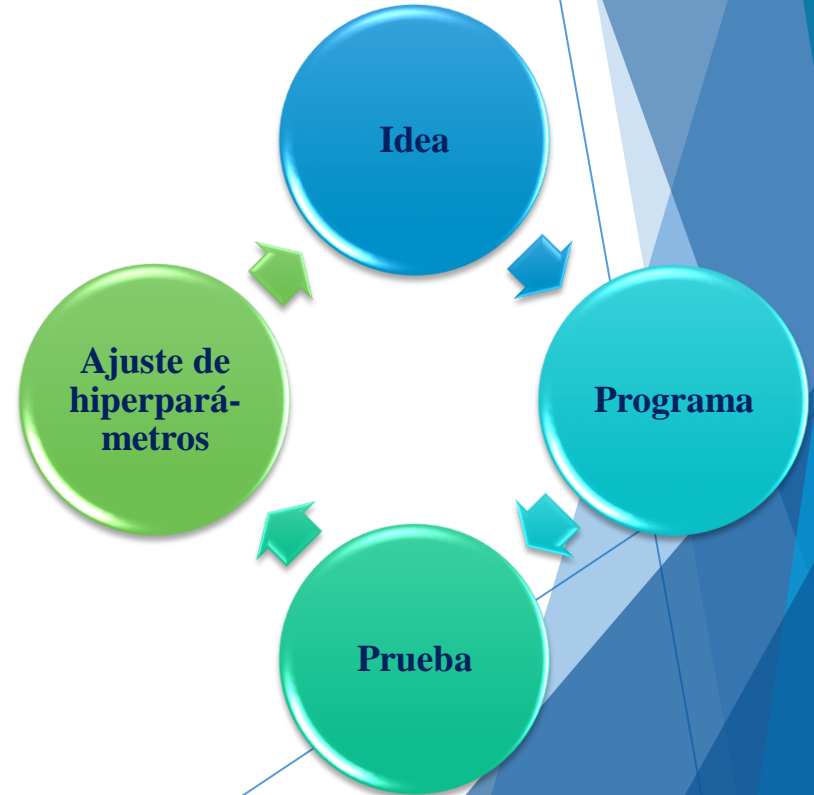 Idea
Programa
Prueba
Ajuste de
hiperpará-
metros